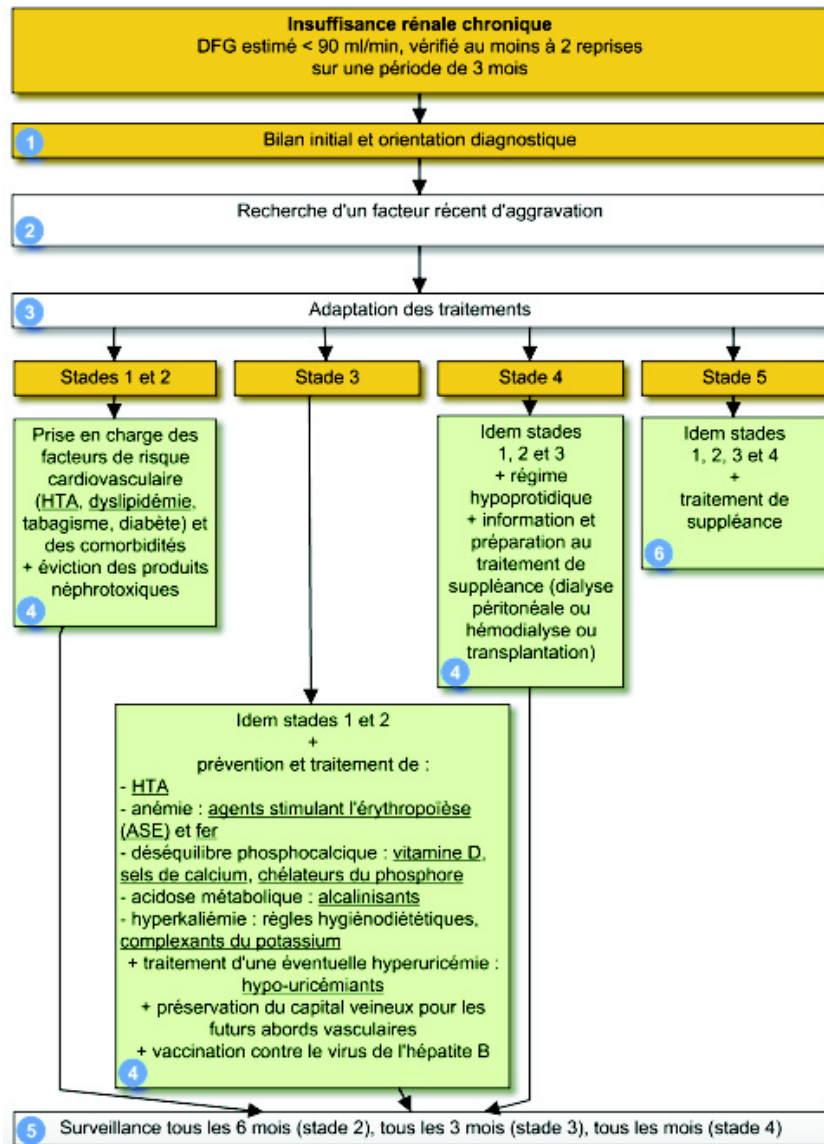 Insuffisance rénale chronique
DFG estimé < 90 ml/min, vérifié au moins à 2 reprises
sur une période de 3 mois
1
Bilan initial et orientation diagnostique
Recherche d'un facteur récent d'aggravation
2
3
Adaptation des traitements
Stades 1 et 2
Stade 3
Stade 4
Stade 5
Prise en charge des
facteurs de risque
cardiovasculaire
(HTA, dyslipidémie,
tabagisme, diabète) et
des comorbidités
+ éviction des produits
néphrotoxiques
4
Idem stades
1, 2 et 3
+ régime
hypoprotidique
+ information et
préparation au
traitement de
suppléance (dialyse
péritonéale ou
hémodialyse ou
transplantation)
4
Idem stades
1, 2, 3 et 4
+
traitement de
suppléance
6
Idem stades 1 et 2
+
prévention et traitement de :
- HTA
- anémie : agents stimulant l'érythropoïèse
(ASE) et fer
- déséquilibre phosphocalcique : vitamine D,
sels de calcium, chélateurs du phosphore
- acidose métabolique : alcalinisants
- hyperkaliémie : règles hygiénodiététiques,
complexants du potassium
+ traitement d'une éventuelle hyperuricémie :
hypo-uricémiants
+ préservation du capital veineux pour les
futurs abords vasculaires
+ vaccination contre le virus de l'hépatite B
4
5
Surveillance tous les 6 mois (stade 2), tous les 3 mois (stade 3), tous les mois (stade 4)